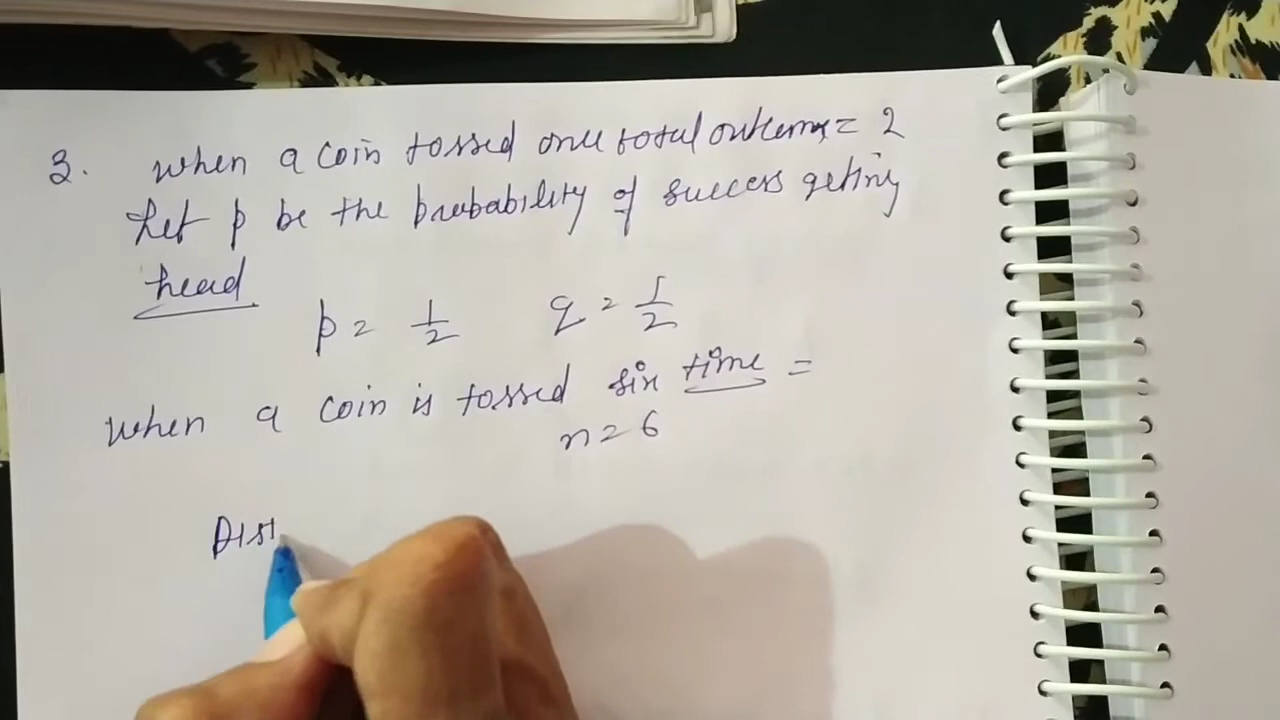 3. When a coin tossed once total outcomes = 2
Let p be the probability of success getting
head
p = 1/2 q = 1/2
When a coin is tossed six time =
n = 6
Dist